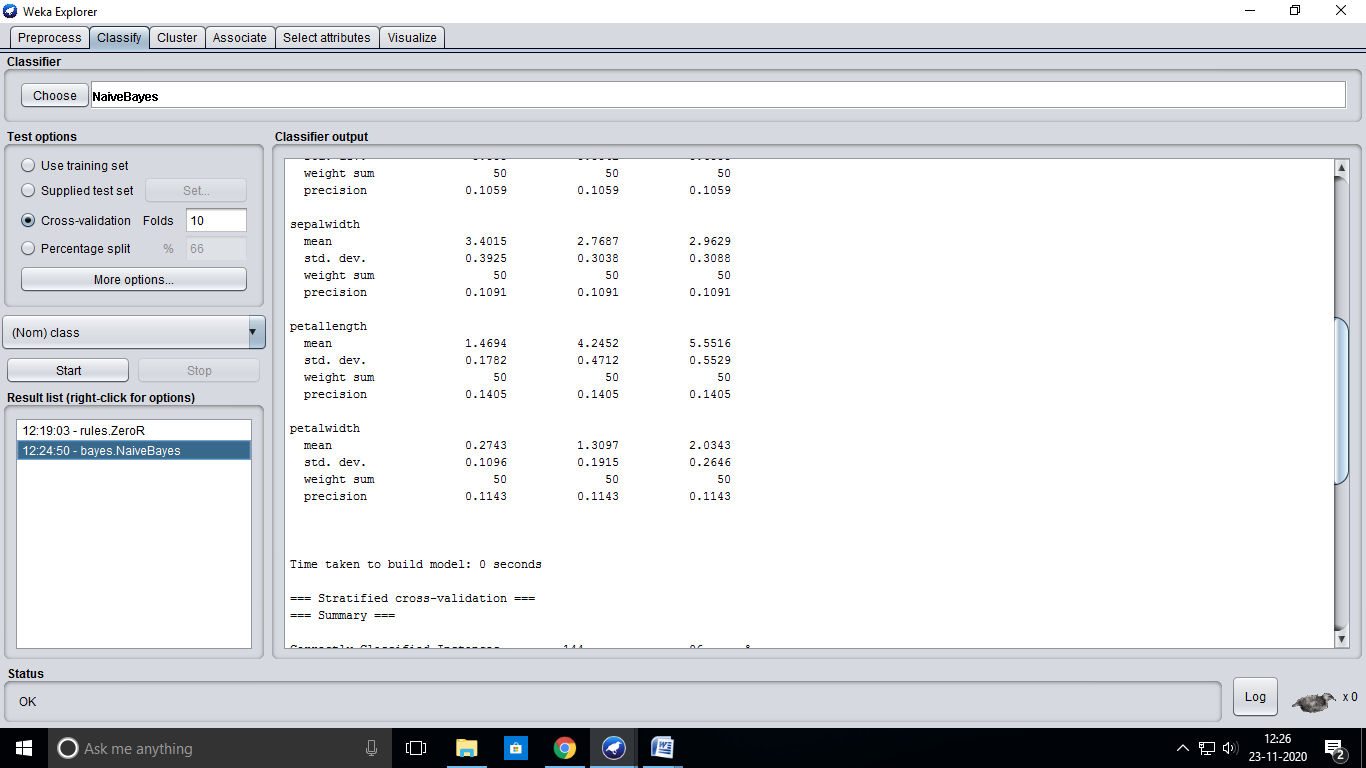 Weka Explorer
Preprocess Classify Cluster Associate Select attributes Visualize
Classifier
Choose NaiveBayes
Test options
Use training set
Supplied test set Set...
Cross-validation Folds 10
Percentage split % 66
More options...
(Nom) class
Start Stop
Result list (right-click for options)
12:19:03 - rules.ZeroR
12:24:50 - bayes.NaiveBayes
Classifier output
weight sum 50 50 50
precision 0.1059 0.1059 0.1059
sepalwidth
mean 3.4015 2.7687 2.9629
std. dev. 0.3925 0.3038 0.3088
weight sum 50 50 50
precision 0.1091 0.1091 0.1091
petallength
mean 1.4694 4.2452 5.5516
std. dev. 0.1782 0.4712 0.5529
weight sum 50 50 50
precision 0.1405 0.1405 0.1405
petalwidth
mean 0.2743 1.3097 2.0343
std. dev. 0.1096 0.1915 0.2646
weight sum 50 50 50
precision 0.1143 0.1143 0.1143
Time taken to build model: 0 seconds
=== Stratified cross-validation ===
=== Summary ===
Correctly Classified Instances 144 96 %
Status
OK
Log x 0
Ask me anything
12:26
23-11-2020
2